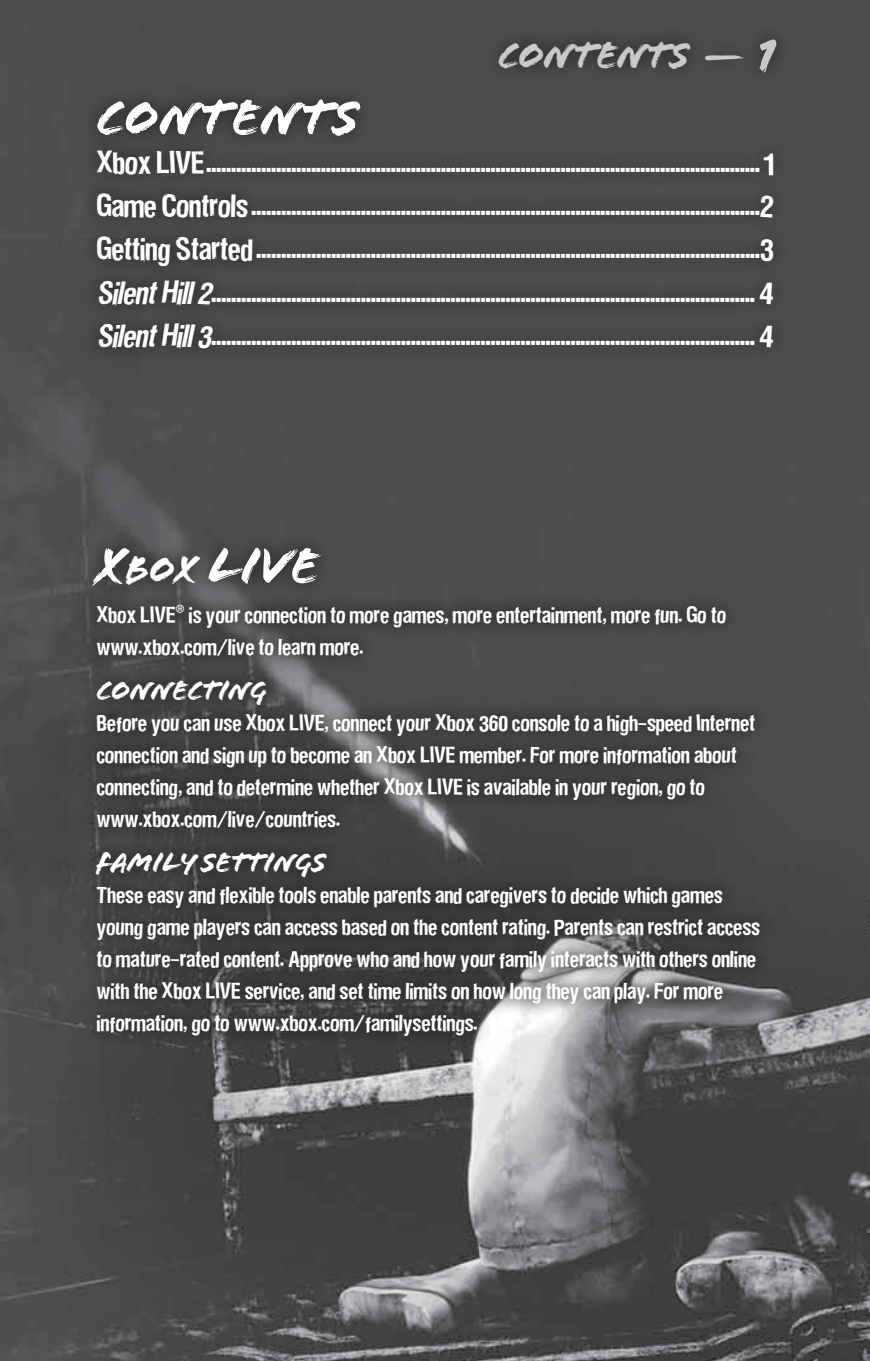 CONTENTS – 1
CONTENTS
Xbox LIVE 1
Game Controls 2
Getting Started 3
Silent Hill 2 4
Silent Hill 3 4
XBOX LIVE
Xbox LIVE® is your connection to more games, more entertainment, more fun. Go to
www.xbox.com/live to learn more.
CONNECTING
Before you can use Xbox LIVE, connect your Xbox 360 console to a high-speed Internet
connection and sign up to become an Xbox LIVE member. For more information about
connecting, and to determine whether Xbox LIVE is available in your region, go to
www.xbox.com/live/countries.
FAMILY SETTINGS
These easy and flexible tools enable parents and caregivers to decide which games
young game players can access based on the content rating. Parents can restrict access
to mature-rated content. Approve who and how your family interacts with others online
with the Xbox LIVE service, and set time limits on how long they can play. For more
information, go to www.xbox.com/familysettings.